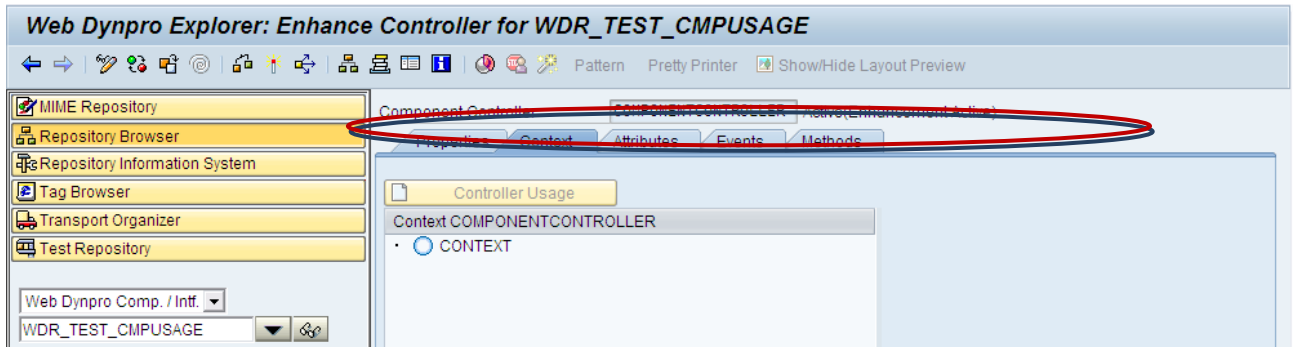 Web Dynpro Explorer: Enhance Controller for WDR_TEST_CMPUSAGE
Pattern Pretty Printer Show/Hide Layout Preview
MIME Repository
Repository Browser
Repository Information System
Tag Browser
Transport Organizer
Test Repository
Web Dynpro Comp. / Intf.
WDR_TEST_CMPUSAGE
Component Controller COMPONENTCONTROLLER Active(Enhancement Active)
Properties Context Attributes Events Methods
Controller Usage
Context COMPONENTCONTROLLER
CONTEXT